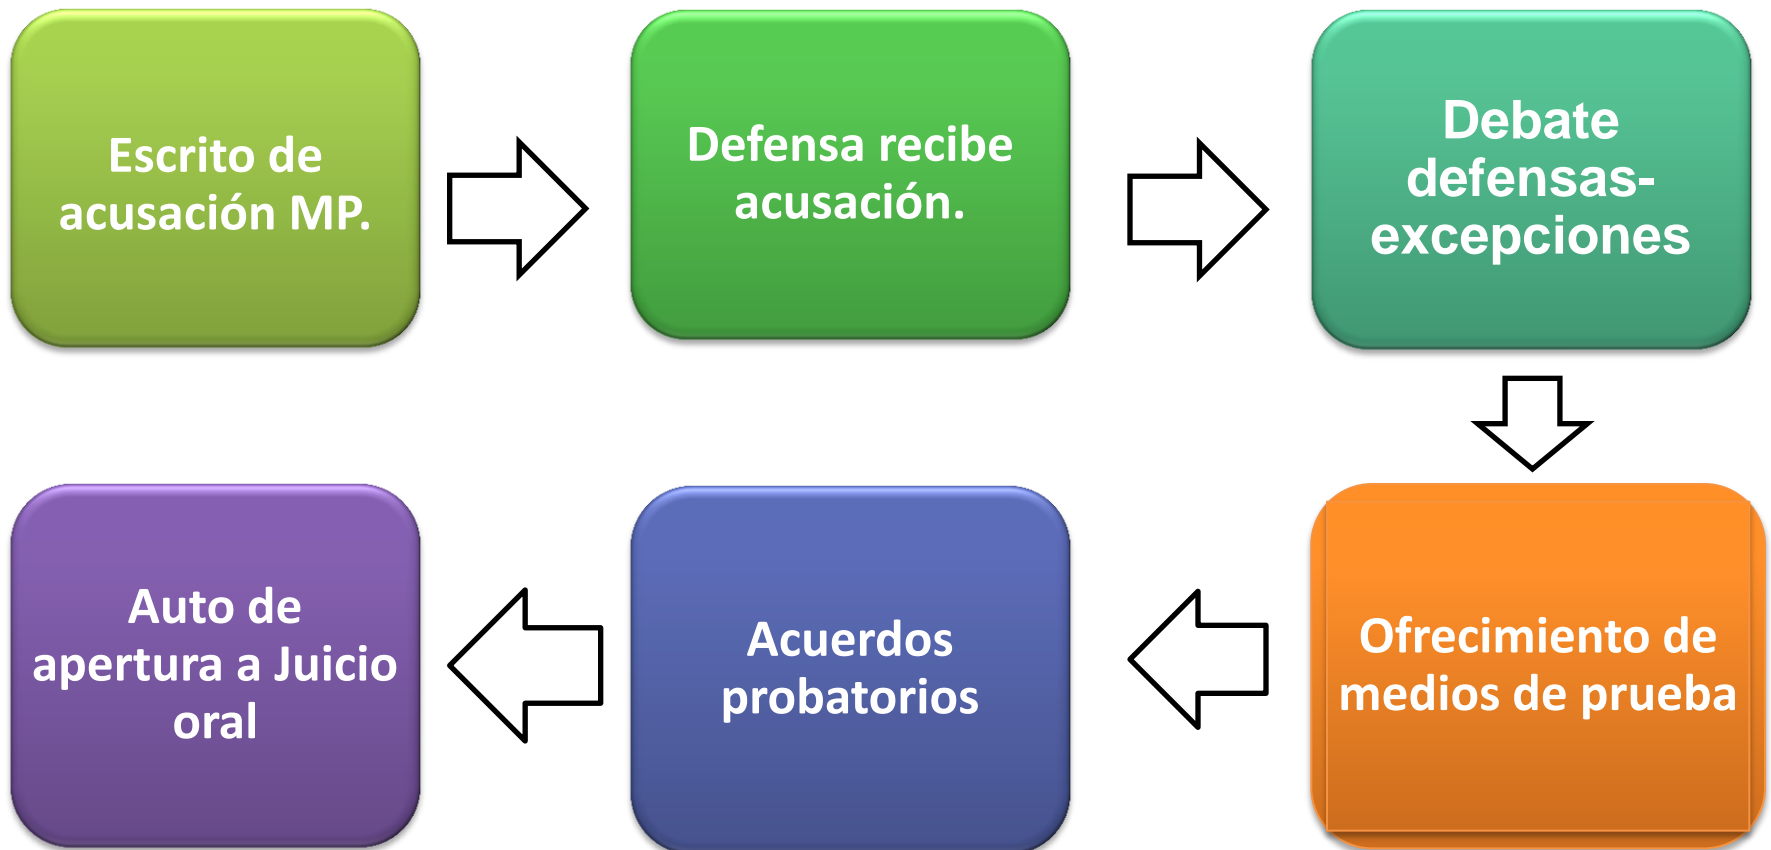 Escrito de
acusación MP.
Defensa recibe
acusación.
Debate
defensas-
excepciones
Ofrecimiento de
medios de prueba
Acuerdos
probatorios
Auto de
apertura a Juicio
oral